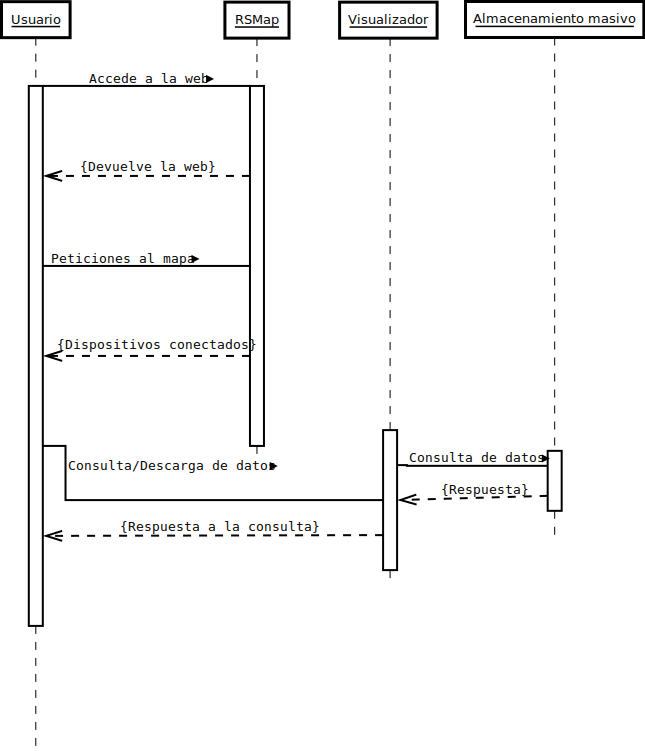 Usuario
RSMap
Visualizador
Almacenamiento masivo
Accede a la web
{Devuelve la web}
Peticiones al mapa
{Dispositivos conectados}
Consulta/Descarga de datos
Consulta de datos
{Respuesta}
{Respuesta a la consulta}